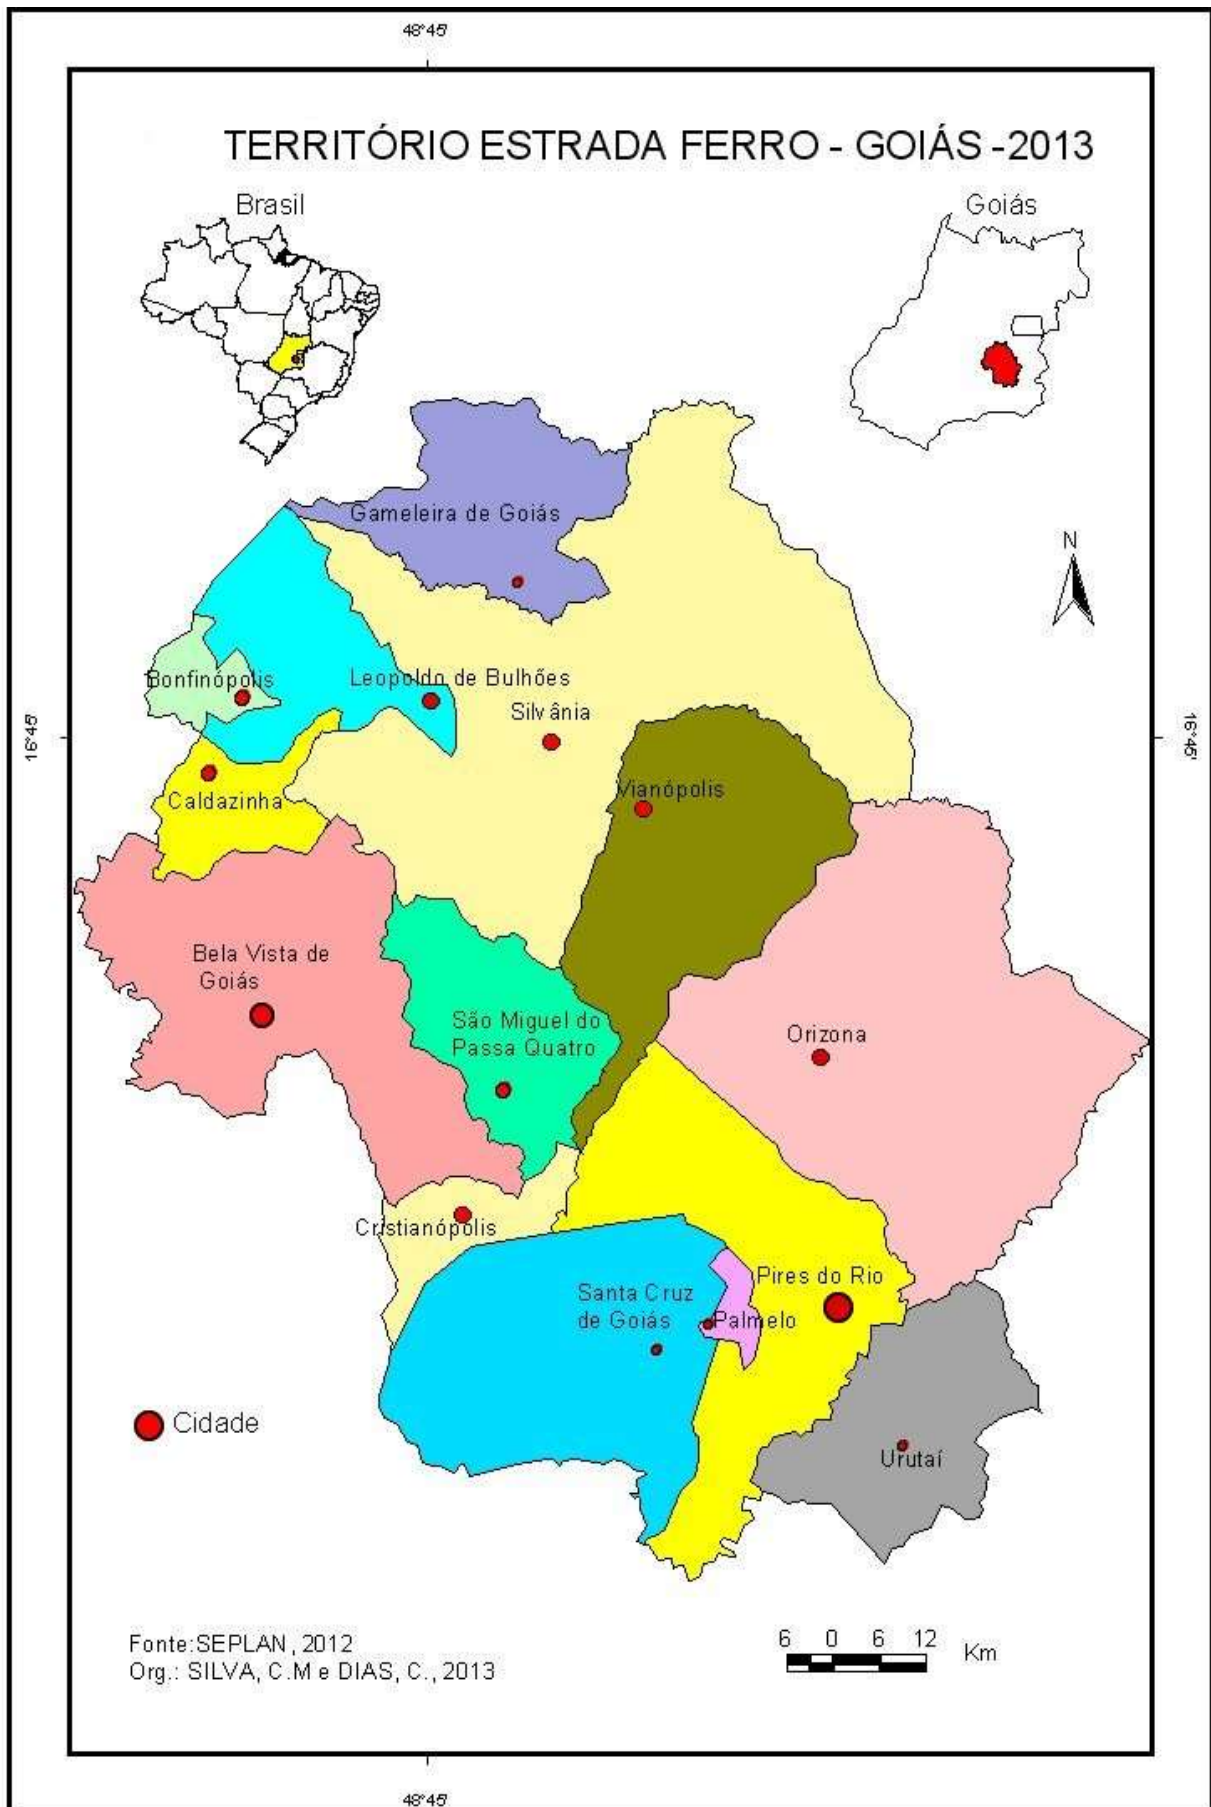 48°45'
TERRITÓRIO ESTRADA FERRO - GOIÁS -2013
Brasil
Goiás
Gameleira de Goiás
N
Bonfinópolis
Leopoldo de Bulhões
Silvânia
16°45'
16°45'
Vianópolis
Caldazinha
Bela Vista de
Goiás
São Miguel do
Passa Quatro
Orizona
Cristianópolis
Pires do Rio
Santa Cruz
de Goiás
Palmelo
Cidade
Urutaí
Fonte:SEPLAN, 2012
Org.: SILVA, C.M e DIAS, C., 2013
6 0 6 12
Km
48°45'